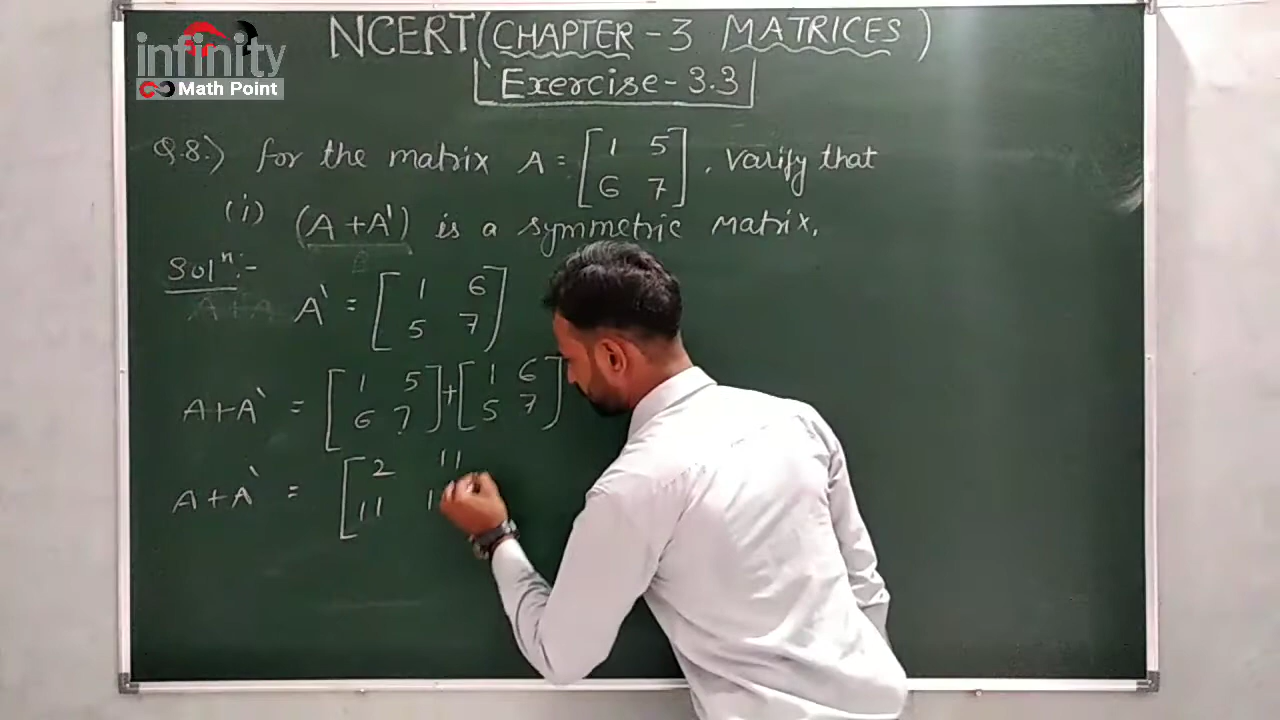 infinity
Math Point
NCERT (CHAPTER - 3 MATRICES)
Exercise - 3.3
Q.8.) for the matrix A = [1 5
6 7], varify that
(i) (A + A') is a symmetric matrix.
Solⁿ:-
A' = [1 6
5 7]
A+A' = [1 5 + [1 6
6 7] 5 7]
A+A' = [2 11
11 1